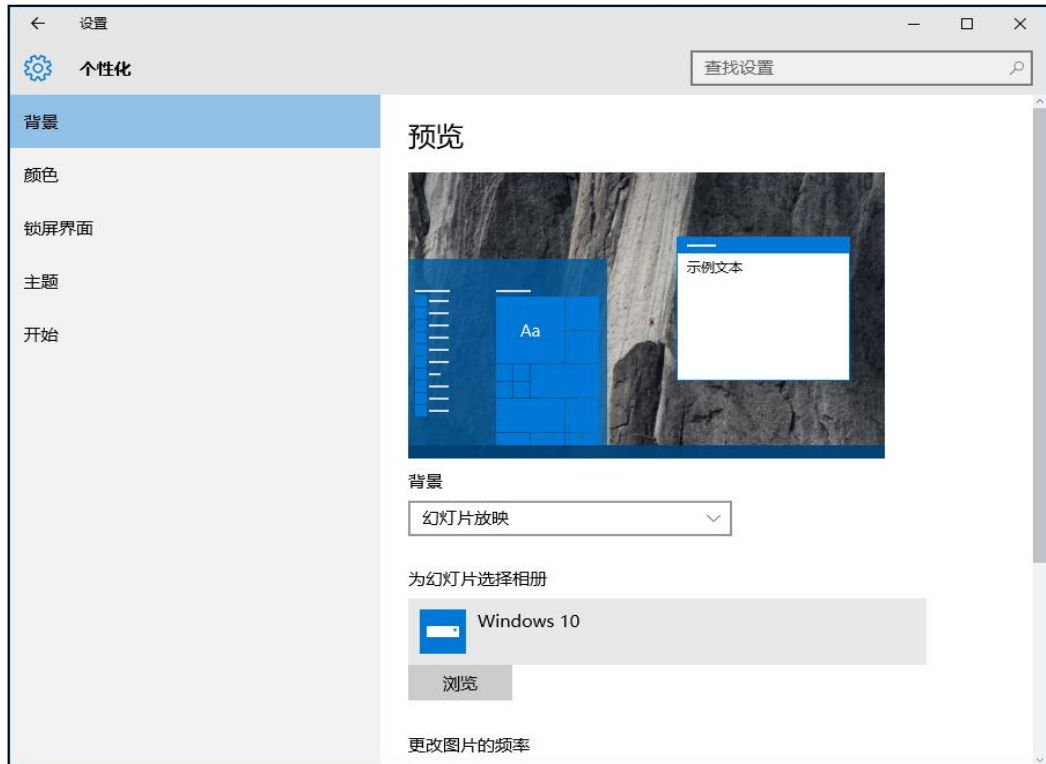 设置
个性化
查找设置
背景
颜色
锁屏界面
主题
开始
预览
示例文本
Aa
背景
幻灯片放映
为幻灯片选择相册
Windows 10
浏览
更改图片的频率